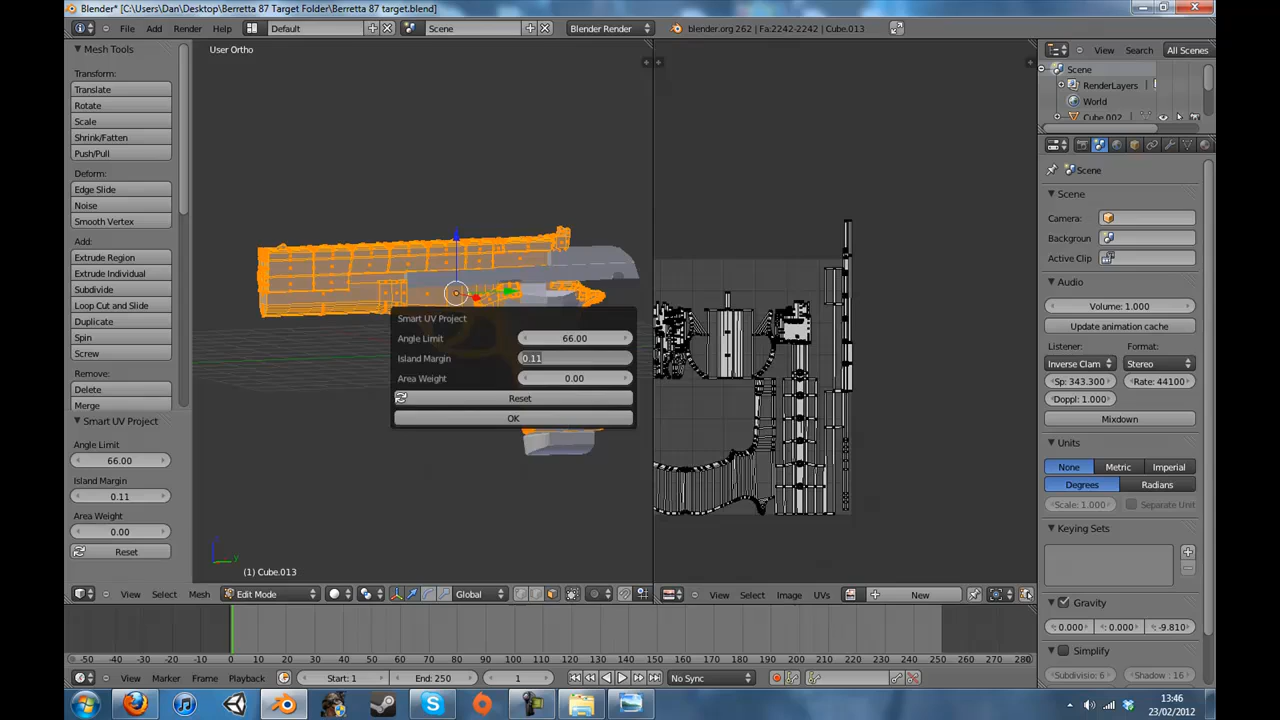 Blender* [C:\Users\Dan\Desktop\Berretta 87 Target Folder\Berretta 87 target.blend]
File Add Render Help Default Scene Blender Render blender.org 262 | Fa:2242-2242 | Cube.013
View Search All Scenes
Mesh Tools
User Ortho
Scene
RenderLayers
World
Cube.002
Transform:
Translate
Rotate
Scale
Shrink/Fatten
Push/Pull
Deform:
Edge Slide
Noise
Smooth Vertex
Add:
Extrude Region
Extrude Individual
Subdivide
Loop Cut and Slide
Duplicate
Spin
Screw
Remove:
Delete
Merge
Smart UV Project
Angle Limit
66.00
Island Margin
0.11
Area Weight
0.00
Reset
Smart UV Project
Angle Limit 66.00
Island Margin 0.11
Area Weight 0.00
Reset
OK
(1) Cube.013
Scene
Scene
Camera:
Backgroun
Active Clip
Audio
Volume: 1.000
Update animation cache
Listener: Format:
Inverse Clam Stereo
Sp: 343.300 Rate: 44100
Doppl: 1.000
Mixdown
Units
None Metric Imperial
Degrees Radians
Scale: 1.000 Separate Unit
Keying Sets
Gravity
0.000 0.000 -9.810
Simplify
Subdivisio: 6 Shadow: 16
View Select Mesh Edit Mode Global View Select Image UVs New
-50 -40 -30 -20 -10 0 10 20 30 40 50 60 70 80 90 100 110 120 130 140 150 160 170 180 190 200 210 220 230 240 250 260 270 280
View Marker Frame Playback Start: 1 End: 250 1 No Sync
13:46
23/02/2012